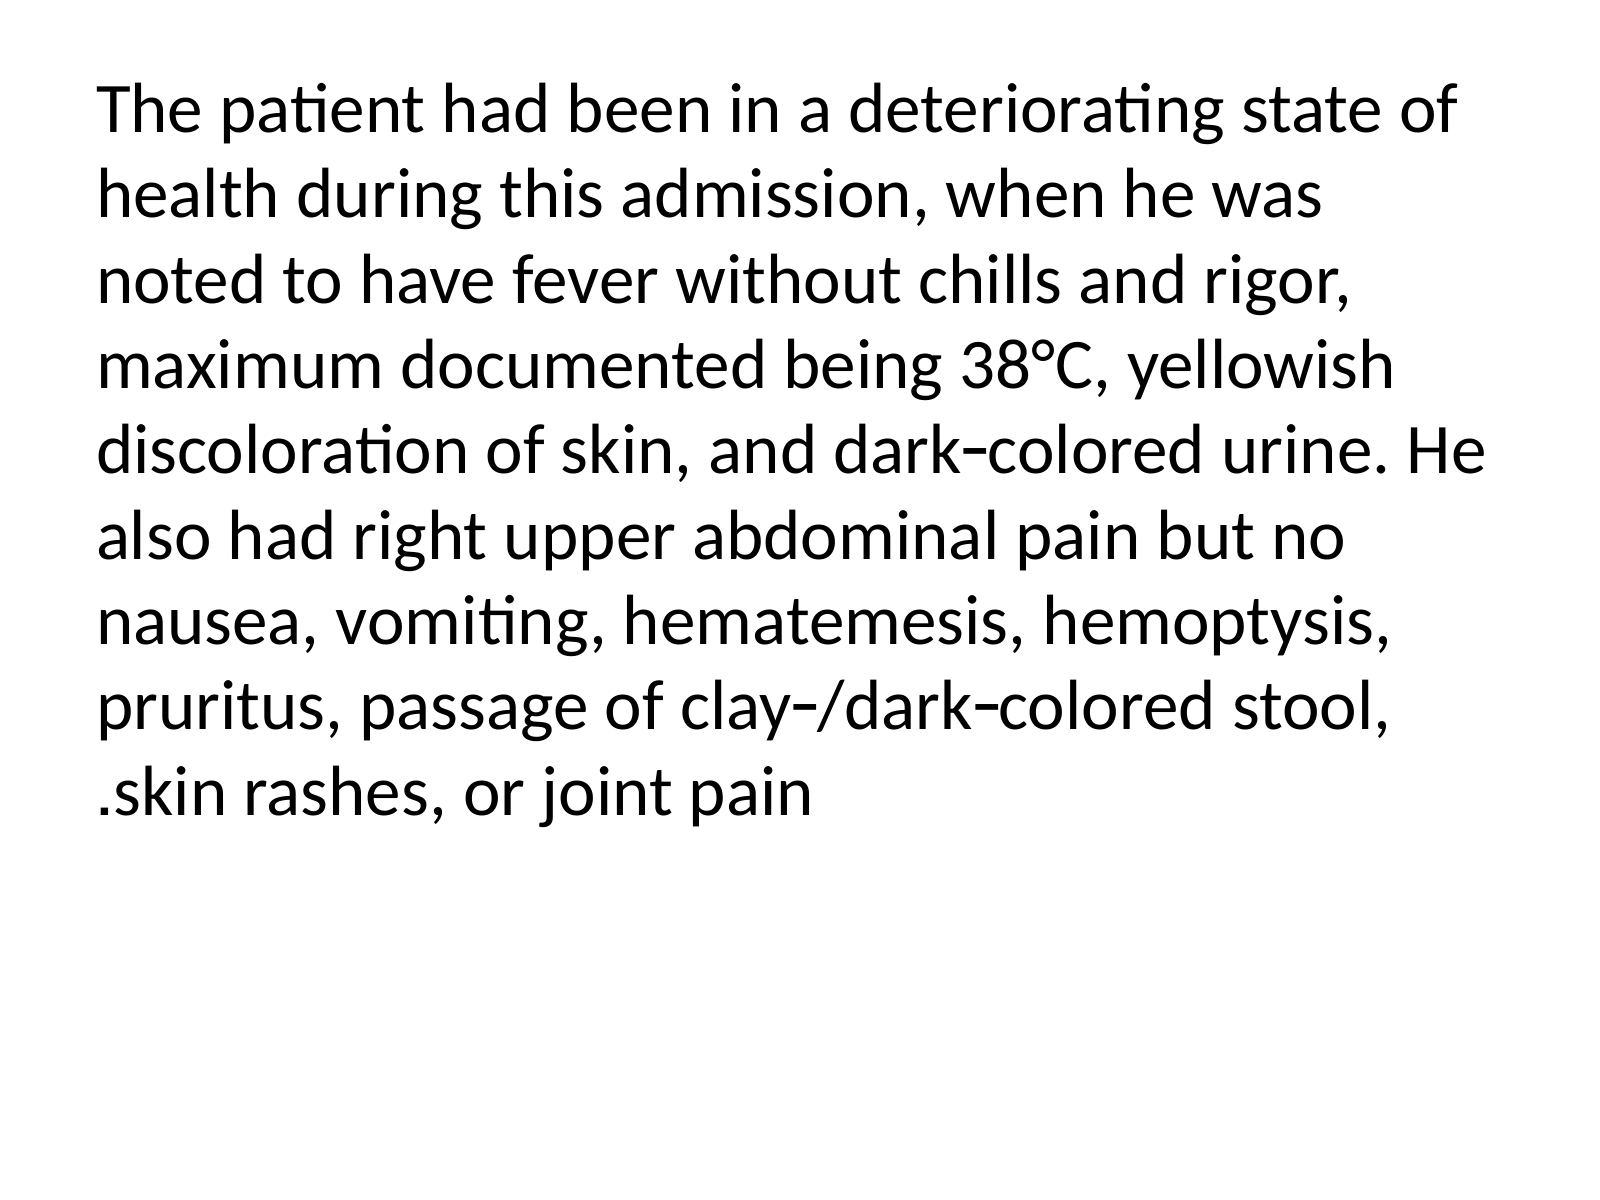 The patient had been in a deteriorating state of
health during this admission, when he was
noted to have fever without chills and rigor,
maximum documented being 38°C, yellowish
discoloration of skin, and dark‐colored urine. He
also had right upper abdominal pain but no
nausea, vomiting, hematemesis, hemoptysis,
pruritus, passage of clay‐/dark‐colored stool,
.skin rashes, or joint pain